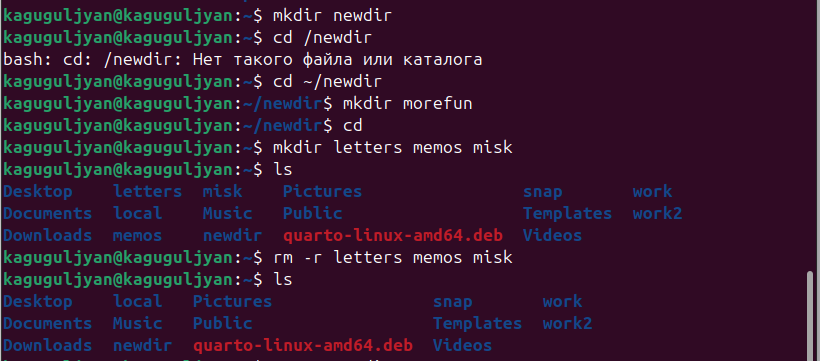 kaguguljyan@kaguguljyan:~$ mkdir newdir
kaguguljyan@kaguguljyan:~$ cd /newdir
bash: cd: /newdir: Нет такого файла или каталога
kaguguljyan@kaguguljyan:~$ cd ~/newdir
kaguguljyan@kaguguljyan:~/newdir$ mkdir morefun
kaguguljyan@kaguguljyan:~/newdir$ cd
kaguguljyan@kaguguljyan:~$ mkdir letters memos misk
kaguguljyan@kaguguljyan:~$ ls
Desktop letters misk Pictures snap work
Documents local Music Public Templates work2
Downloads memos newdir quarto-linux-amd64.deb Videos
kaguguljyan@kaguguljyan:~$ rm -r letters memos misk
kaguguljyan@kaguguljyan:~$ ls
Desktop local Pictures snap work
Documents Music Public Templates work2
Downloads newdir quarto-linux-amd64.deb Videos